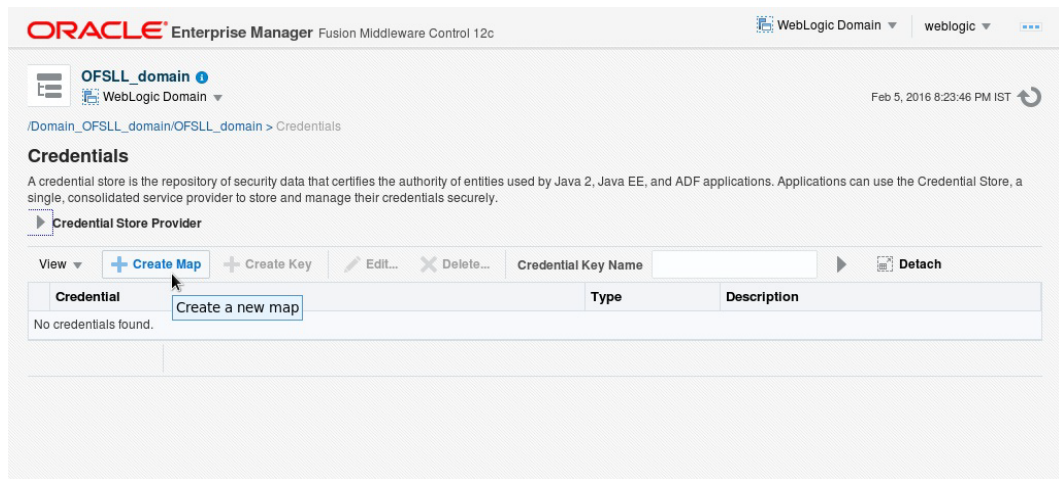 ORACLE Enterprise Manager Fusion Middleware Control 12c WebLogic Domain weblogic
OFSLL_domain
WebLogic Domain Feb 5, 2016 8:23:46 PM IST
/Domain_OFSLL_domain/OFSLL_domain > Credentials
Credentials
A credential store is the repository of security data that certifies the authority of entities used by Java 2, Java EE, and ADF applications. Applications can use the Credential Store, a
single, consolidated service provider to store and manage their credentials securely.
Credential Store Provider
View Create Map Create Key Edit... Delete... Credential Key Name Detach
Credential Type Description
Create a new map
No credentials found.